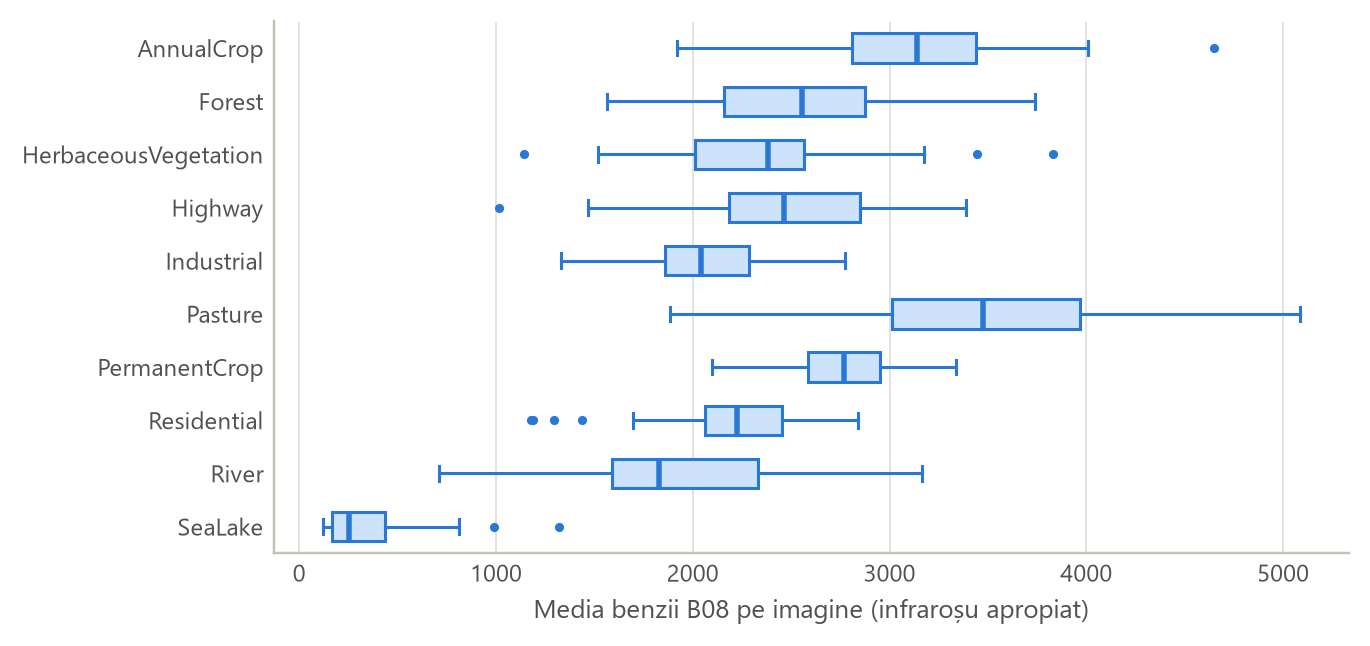 AnnualCrop
Forest
HerbaceousVegetation
Highway
Industrial
Pasture
PermanentCrop
Residential
River
SeaLake
0 1000 2000 3000 4000 5000
Media benzii B08 pe imagine (infraroșu apropiat)